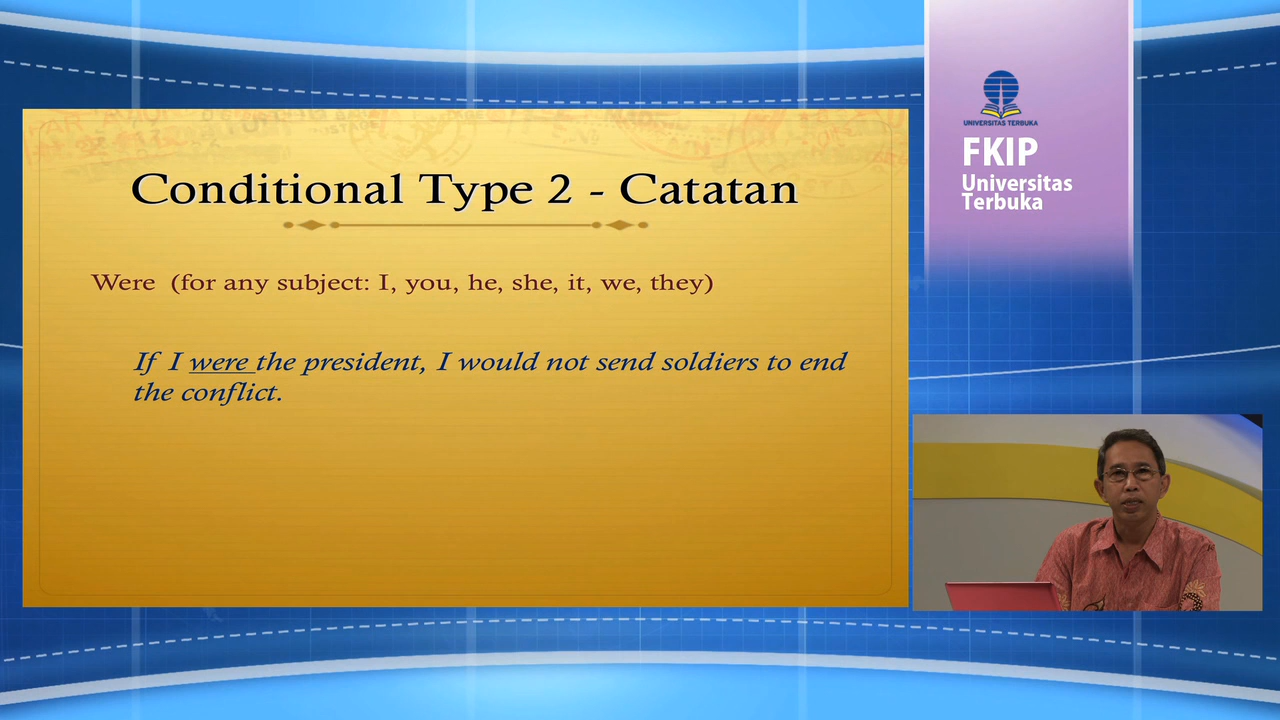 Conditional Type 2 - Catatan
Were (for any subject: I, you, he, she, it, we, they)
If I were the president, I would not send soldiers to end
the conflict.
UNIVERSITAS TERBUKA
FKIP
Universitas
Terbuka